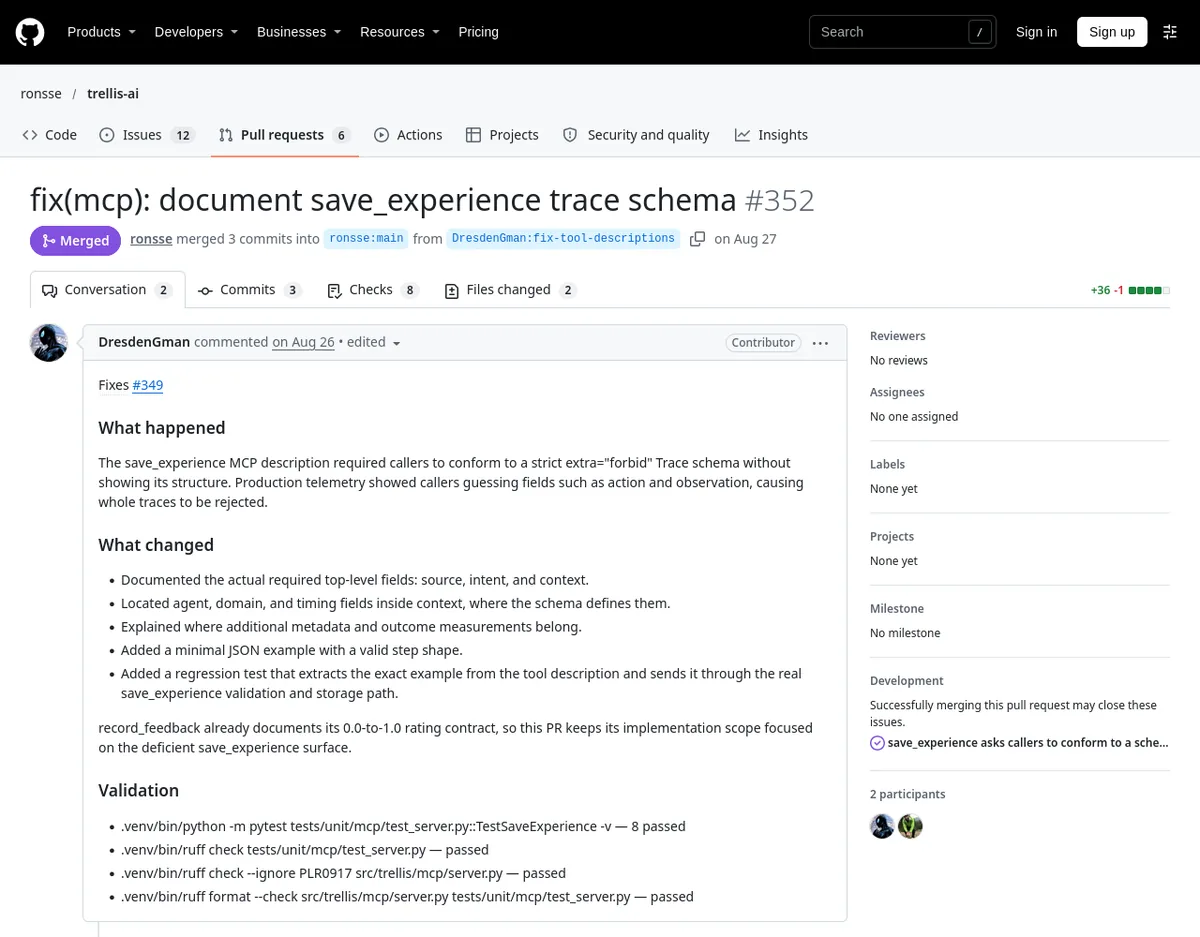 Products Developers Businesses Resources Pricing Search / Sign in Sign up
ronsse / trellis-ai
Code Issues 12 Pull requests 6 Actions Projects Security and quality Insights
fix(mcp): document save_experience trace schema #352
Merged ronsse merged 3 commits into ronsse:main from DresdenGman:fix-tool-descriptions on Aug 27
Conversation 2 Commits 3 Checks 8 Files changed 2 +36 -1
DresdenGman commented on Aug 26 • edited Contributor
Fixes #349
What happened
The save_experience MCP description required callers to conform to a strict extra="forbid" Trace schema without
showing its structure. Production telemetry showed callers guessing fields such as action and observation, causing
whole traces to be rejected.
What changed
• Documented the actual required top-level fields: source, intent, and context.
• Located agent, domain, and timing fields inside context, where the schema defines them.
• Explained where additional metadata and outcome measurements belong.
• Added a minimal JSON example with a valid step shape.
• Added a regression test that extracts the exact example from the tool description and sends it through the real
save_experience validation and storage path.
record_feedback already documents its 0.0-to-1.0 rating contract, so this PR keeps its implementation scope focused
on the deficient save_experience surface.
Validation
• .venv/bin/python -m pytest tests/unit/mcp/test_server.py::TestSaveExperience -v — 8 passed
• .venv/bin/ruff check tests/unit/mcp/test_server.py — passed
• .venv/bin/ruff check --ignore PLR0917 src/trellis/mcp/server.py — passed
• .venv/bin/ruff format --check src/trellis/mcp/server.py tests/unit/mcp/test_server.py — passed
Reviewers
No reviews
Assignees
No one assigned
Labels
None yet
Projects
None yet
Milestone
No milestone
Development
Successfully merging this pull request may close these
issues.
save_experience asks callers to conform to a sche...
2 participants